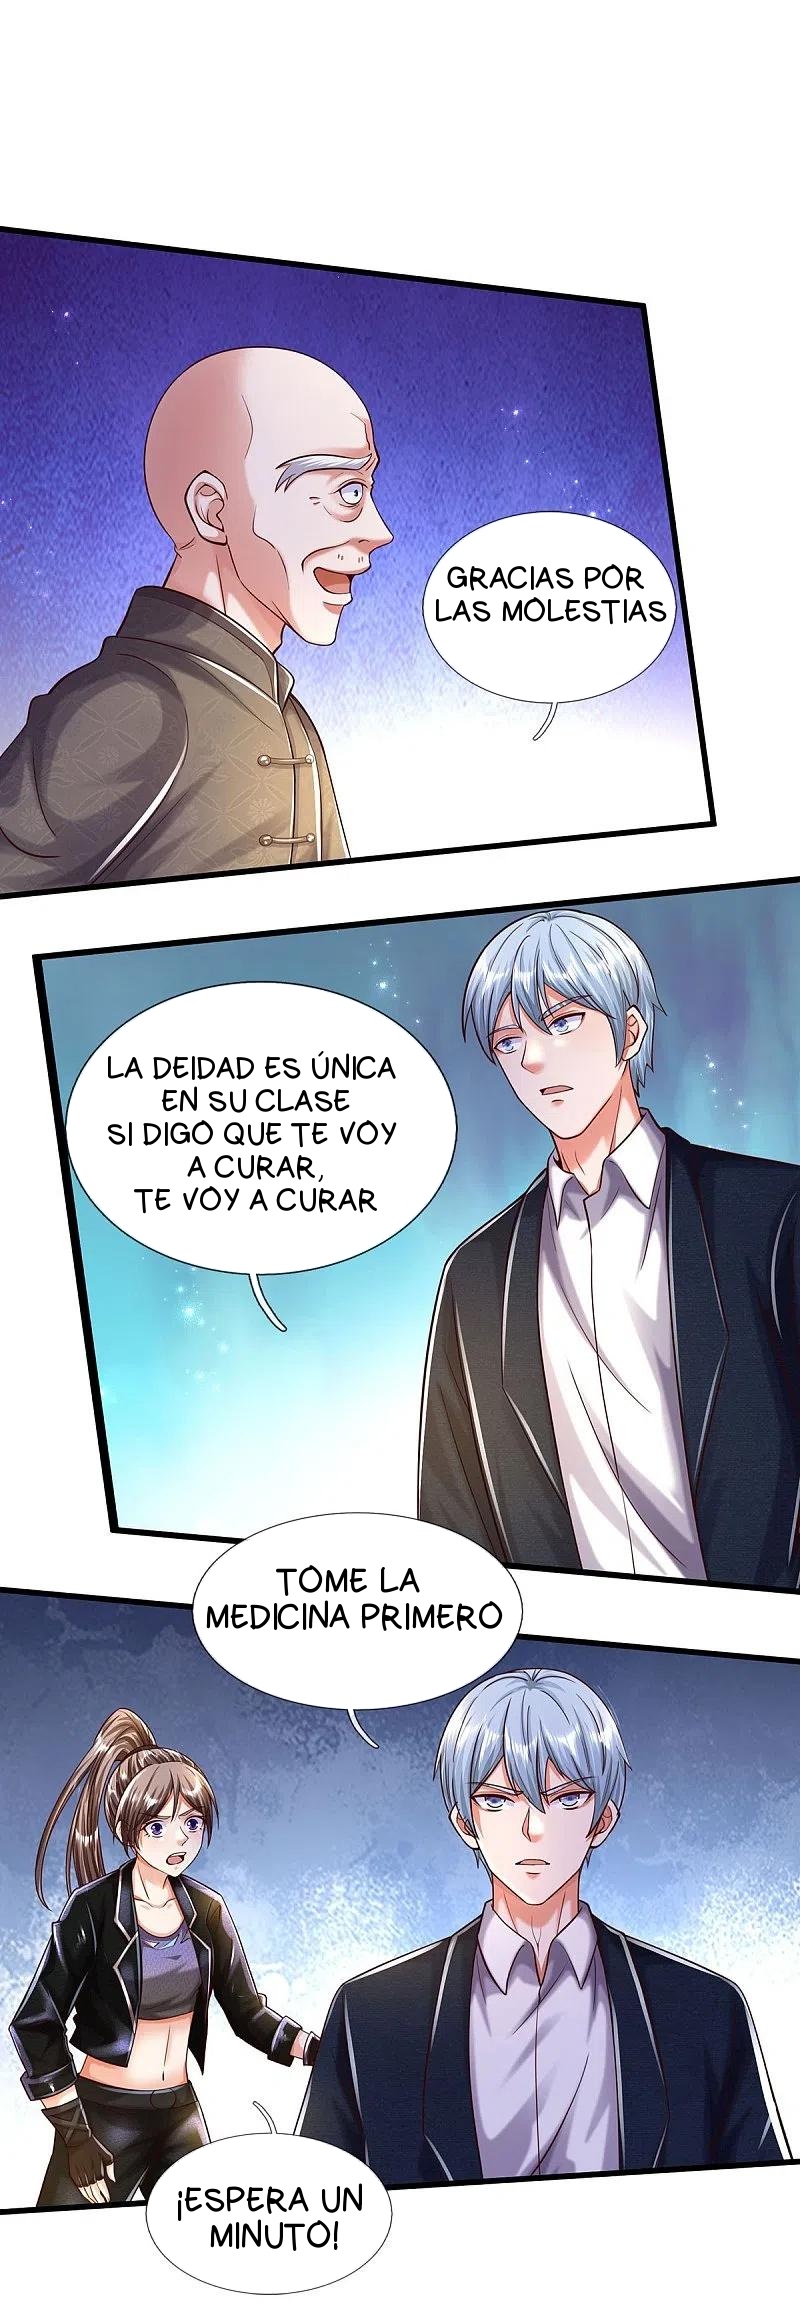 GRACIAS POR
LAS MOLESTIAS
LA DEIDAD ES ÚNICA
EN SU CLASE
SI DIGO QUE TE VOY
A CURAR,
TE VOY A CURAR
TOME LA
MEDICINA PRIMERO
¡ESPERA UN
MINUTO!